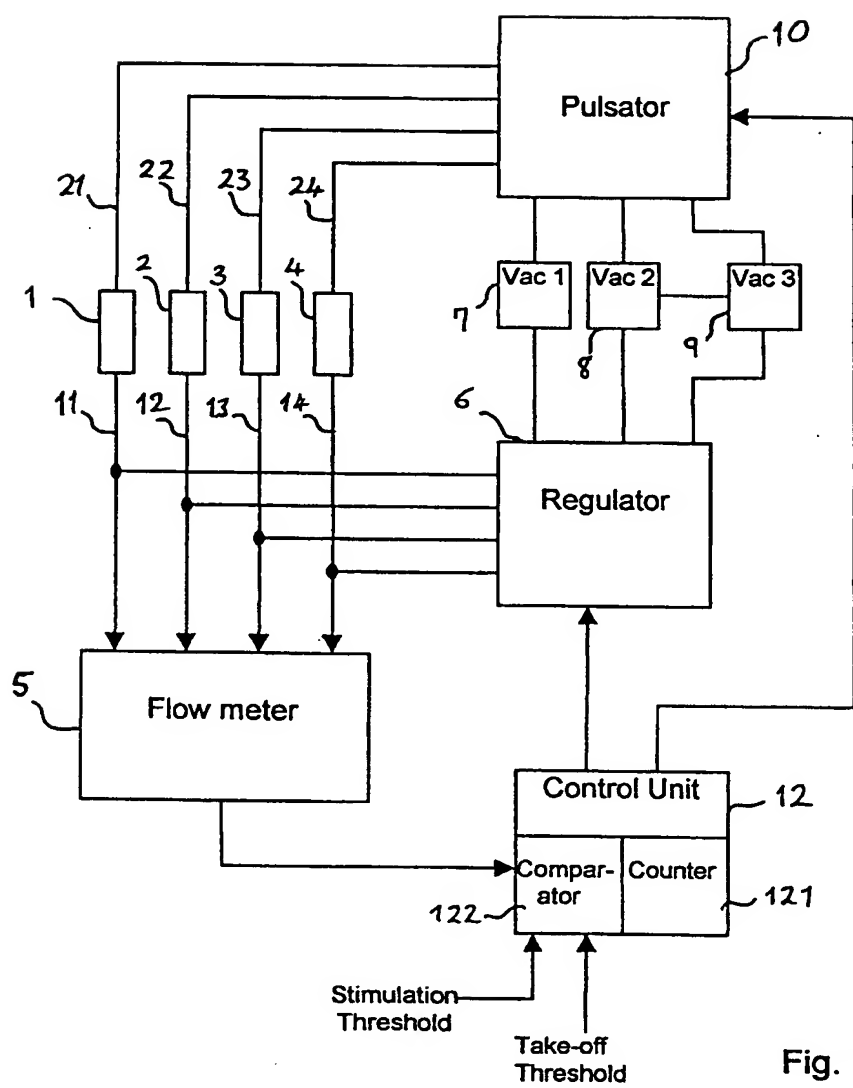 10
Pulsator
21
22
23
24
1
2
3
4
Vac 1
Vac 2
Vac 3
7
8
9
11
12
13
14
6
Regulator
5
Flow meter
Control Unit
12
Compar-
ator
Counter
122
121
Stimulation
Threshold
Take-off
Threshold
Fig.